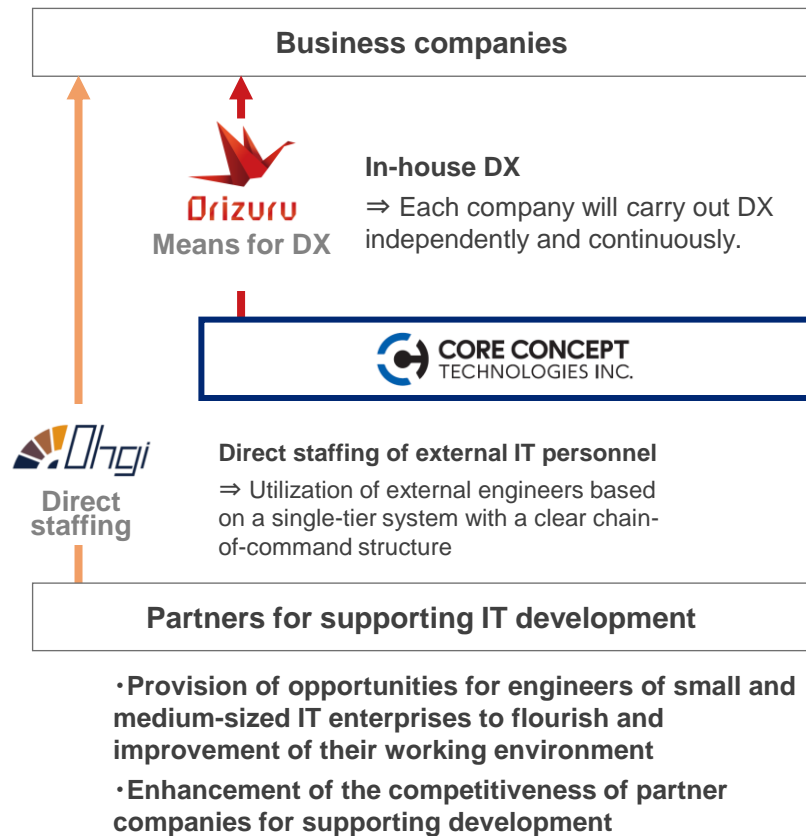 Business companies
Orizuru
Means for DX
In-house DX
⇒ Each company will carry out DX
independently and continuously.
CORE CONCEPT
TECHNOLOGIES INC.
Ohgi
Direct
staffing
Direct staffing of external IT personnel
⇒ Utilization of external engineers based
on a single-tier system with a clear chain-
of-command structure
Partners for supporting IT development
・Provision of opportunities for engineers of small and
medium-sized IT enterprises to flourish and
improvement of their working environment
・Enhancement of the competitiveness of partner
companies for supporting development